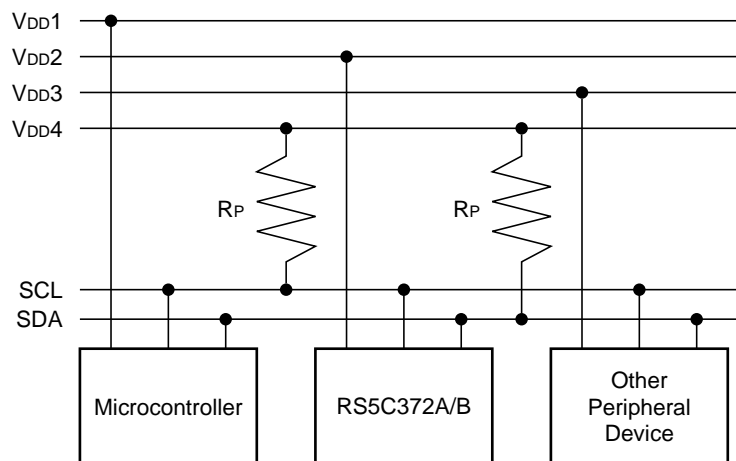 VDD1
VDD2
VDD3
VDD4
RP
RP
SCL
SDA
Microcontroller
RS5C372A/B
Other
Peripheral
Device